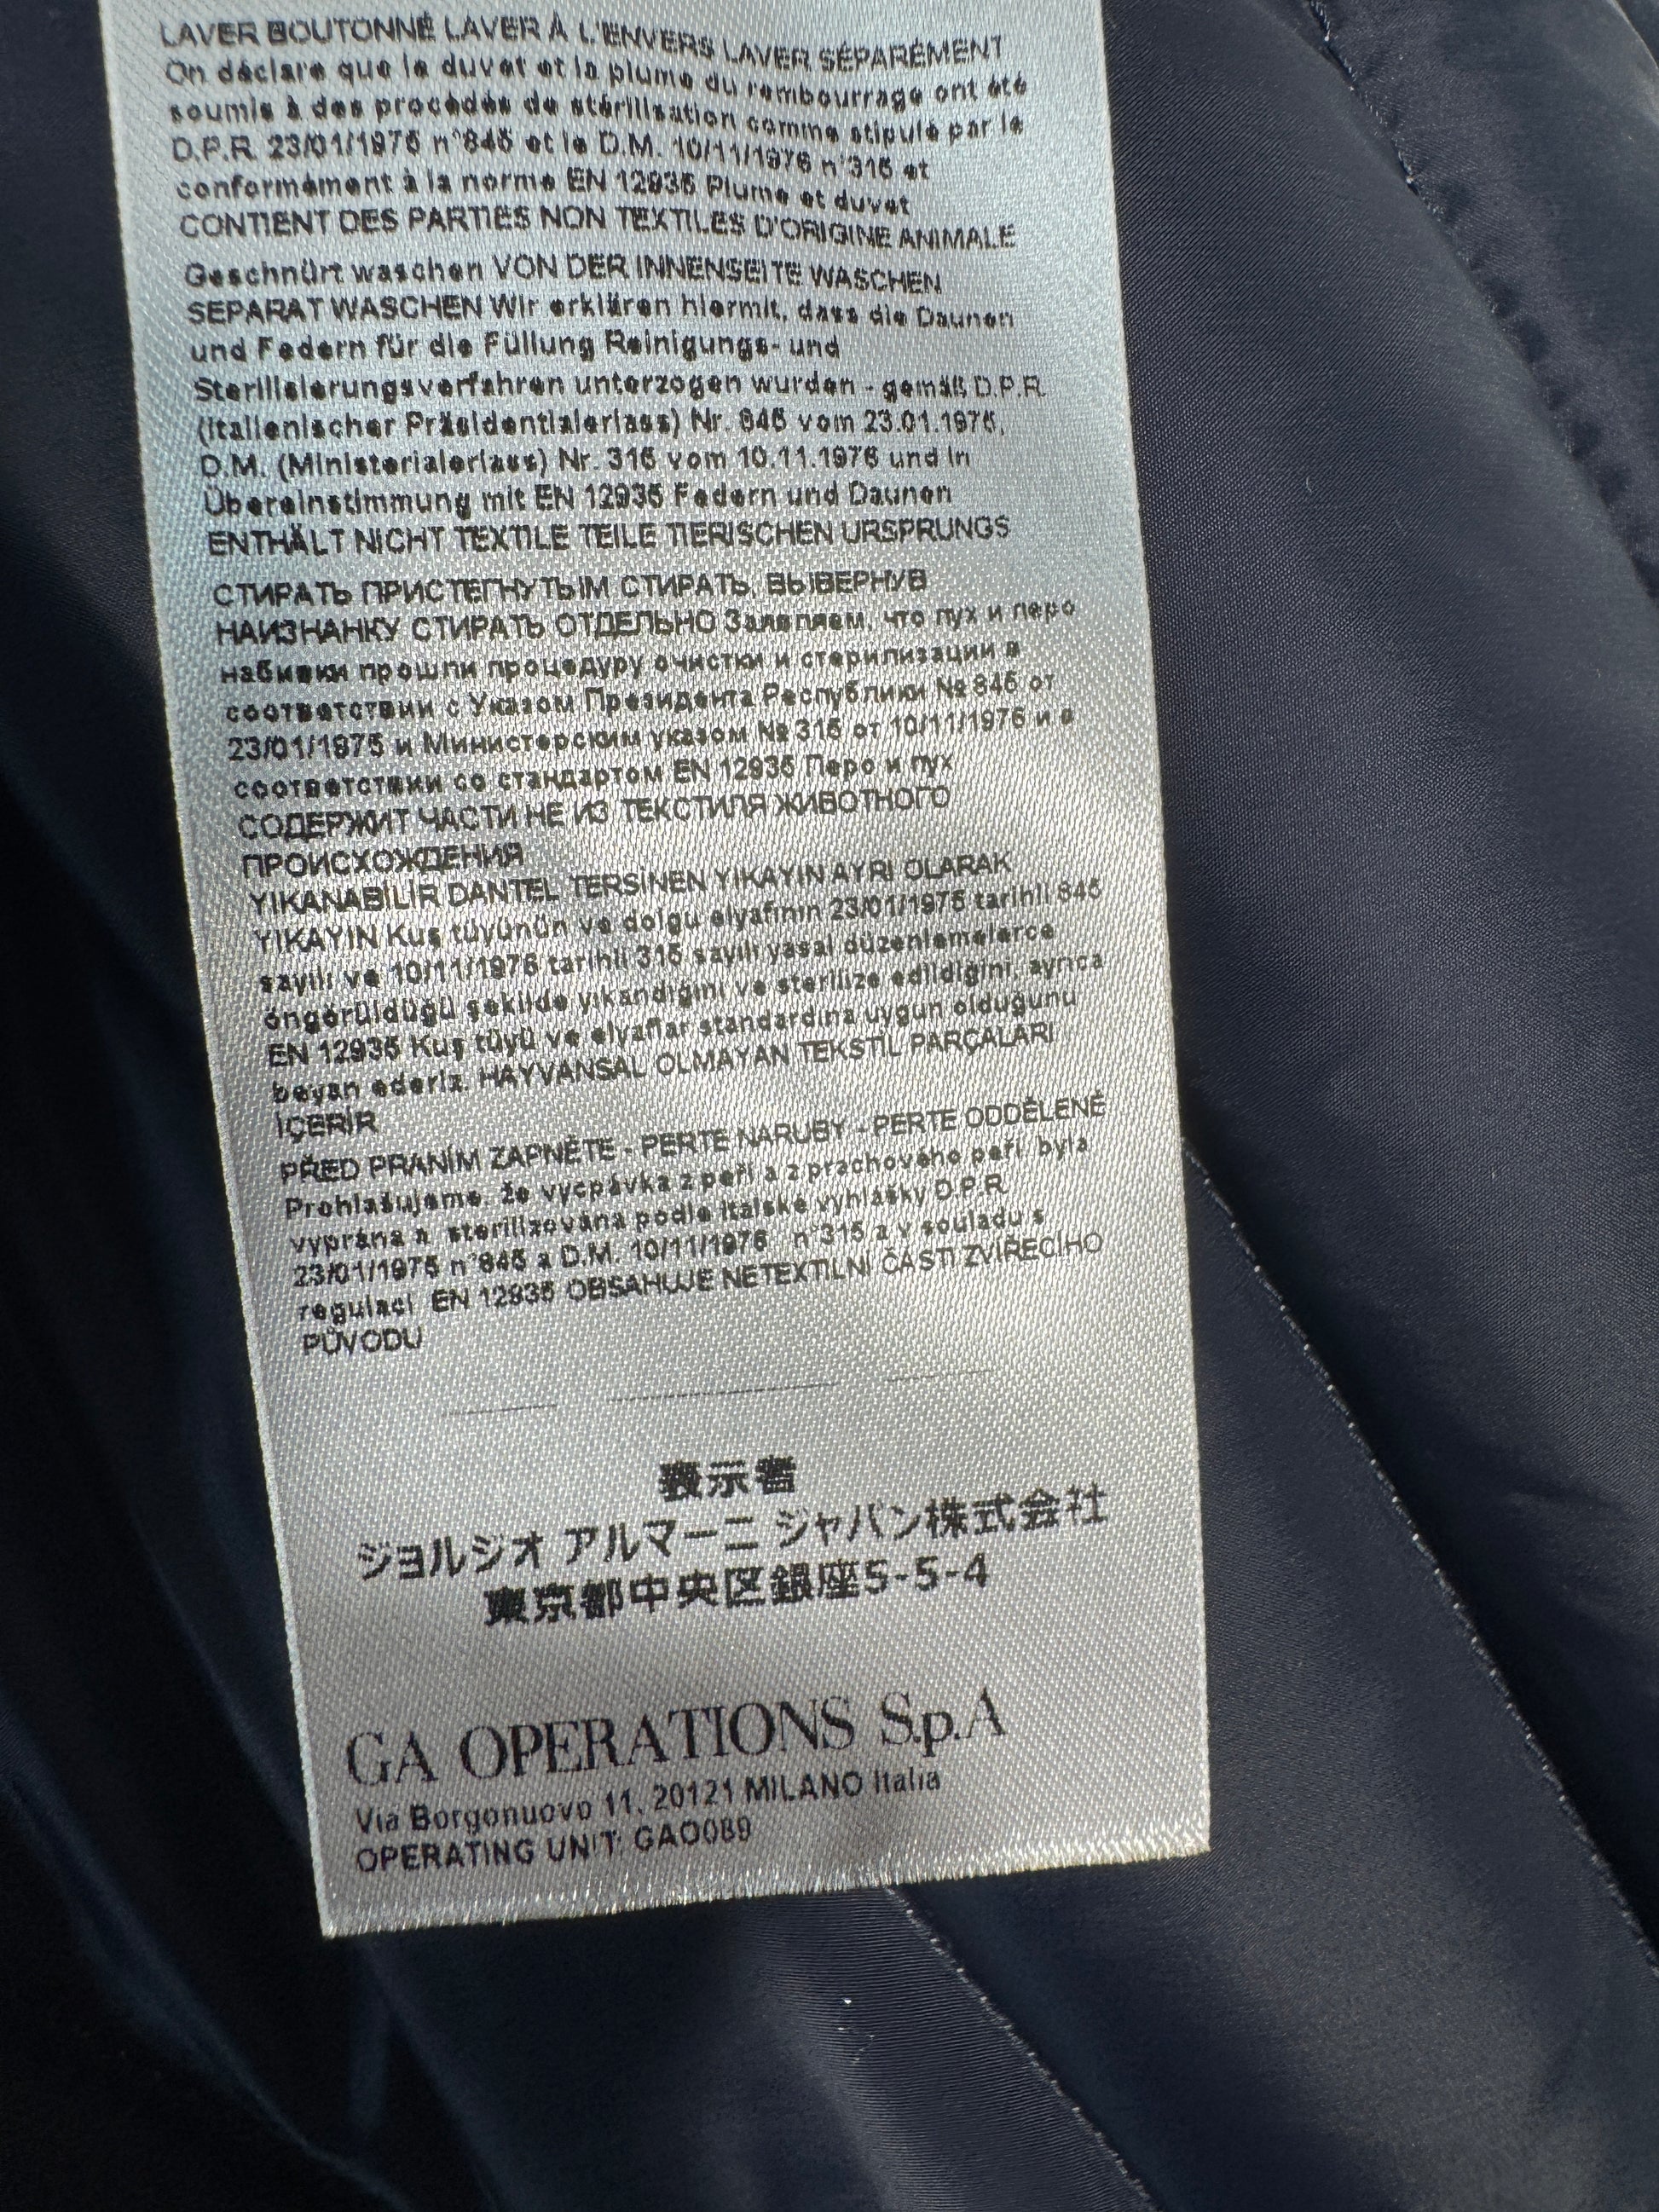 LAVER BOUTONNÉ LAVER À L'ENVERS LAVER SÉPARÉMENT
On déclare que le duvet et la plume du rembourrage ont été
soumis à des procédés de stérilisation comme stipulé par le
D.P.R. 23/01/1975 n°845 et le D.M. 10/11/1976 n°315 et
conformément à la norme EN 12935 Plume et duvet
CONTIENT DES PARTIES NON TEXTILES D'ORIGINE ANIMALE
Geschnürt waschen VON DER INNENSEITE WASCHEN
SEPARAT WASCHEN Wir erklären hiermit, dass die Daunen
und Federn für die Füllung Reinigungs- und
Sterilisierungsverfahren unterzogen wurden - gemäß D.P.R.
(Italienischer Präsidentialerlass) Nr. 845 vom 23.01.1975,
D.M. (Ministerialerlass) Nr. 315 vom 10.11.1976 und in
Übereinstimmung mit EN 12935 Federn und Daunen
ENTHÄLT NICHT TEXTILE TEILE TIERISCHEN URSPRUNGS
СТИРАТЬ ПРИСТЕГНУТЫМ СТИРАТЬ, ВЫВЕРНУВ
НАИЗНАНКУ СТИРАТЬ ОТДЕЛЬНО Заявляем, что пух и перо
набивки прошли процедуру очистки и стерилизации в
соответствии с Указом Президента Республики № 845 от
23/01/1975 и Министерским указом № 315 от 10/11/1976 и в
соответствии со стандартом EN 12935 Перо и пух
СОДЕРЖИТ ЧАСТИ НЕ ИЗ ТЕКСТИЛЯ ЖИВОТНОГО
ПРОИСХОЖДЕНИЯ
YIKANABİLİR DANTEL TERSİNEN YIKAYIN AYRI OLARAK
YIKAYIN Kuş tüyünün ve dolgu elyafının 23/01/1975 tarihli 845
sayılı ve 10/11/1976 tarihli 315 sayılı yasal düzenlemelerce
öngörüldüğü şekilde yıkandığını ve sterilize edildiğini, ayrıca
EN 12935 Kuş tüyü ve elyaflar standardına uygun olduğunu
beyan ederiz. HAYVANSAL OLMAYAN TEKSTİL PARÇALARI
İÇERİR
PŘED PRANÍM ZAPNĚTE - PERTE NARUBY - PERTE ODDĚLENĚ
Prohlašujeme, že vycpávka z peří a z prachového peří byla
vyprána a sterilizována podle Italské vyhlášky D.P.R.
23/01/1975 n°845 a D.M. 10/11/1976 n°315 a v souladu s
regulací EN 12935 OBSAHUJE NETEXTILNÍ ČÁSTI ZVÍŘECÍHO
PŮVODU
表示者
ジョルジオ アルマーニ ジャパン株式会社
東京都中央区銀座5-5-4
GA OPERATIONS S.p.A
Via Borgonuovo 11, 20121 MILANO Italia
OPERATING UNIT: GAO089